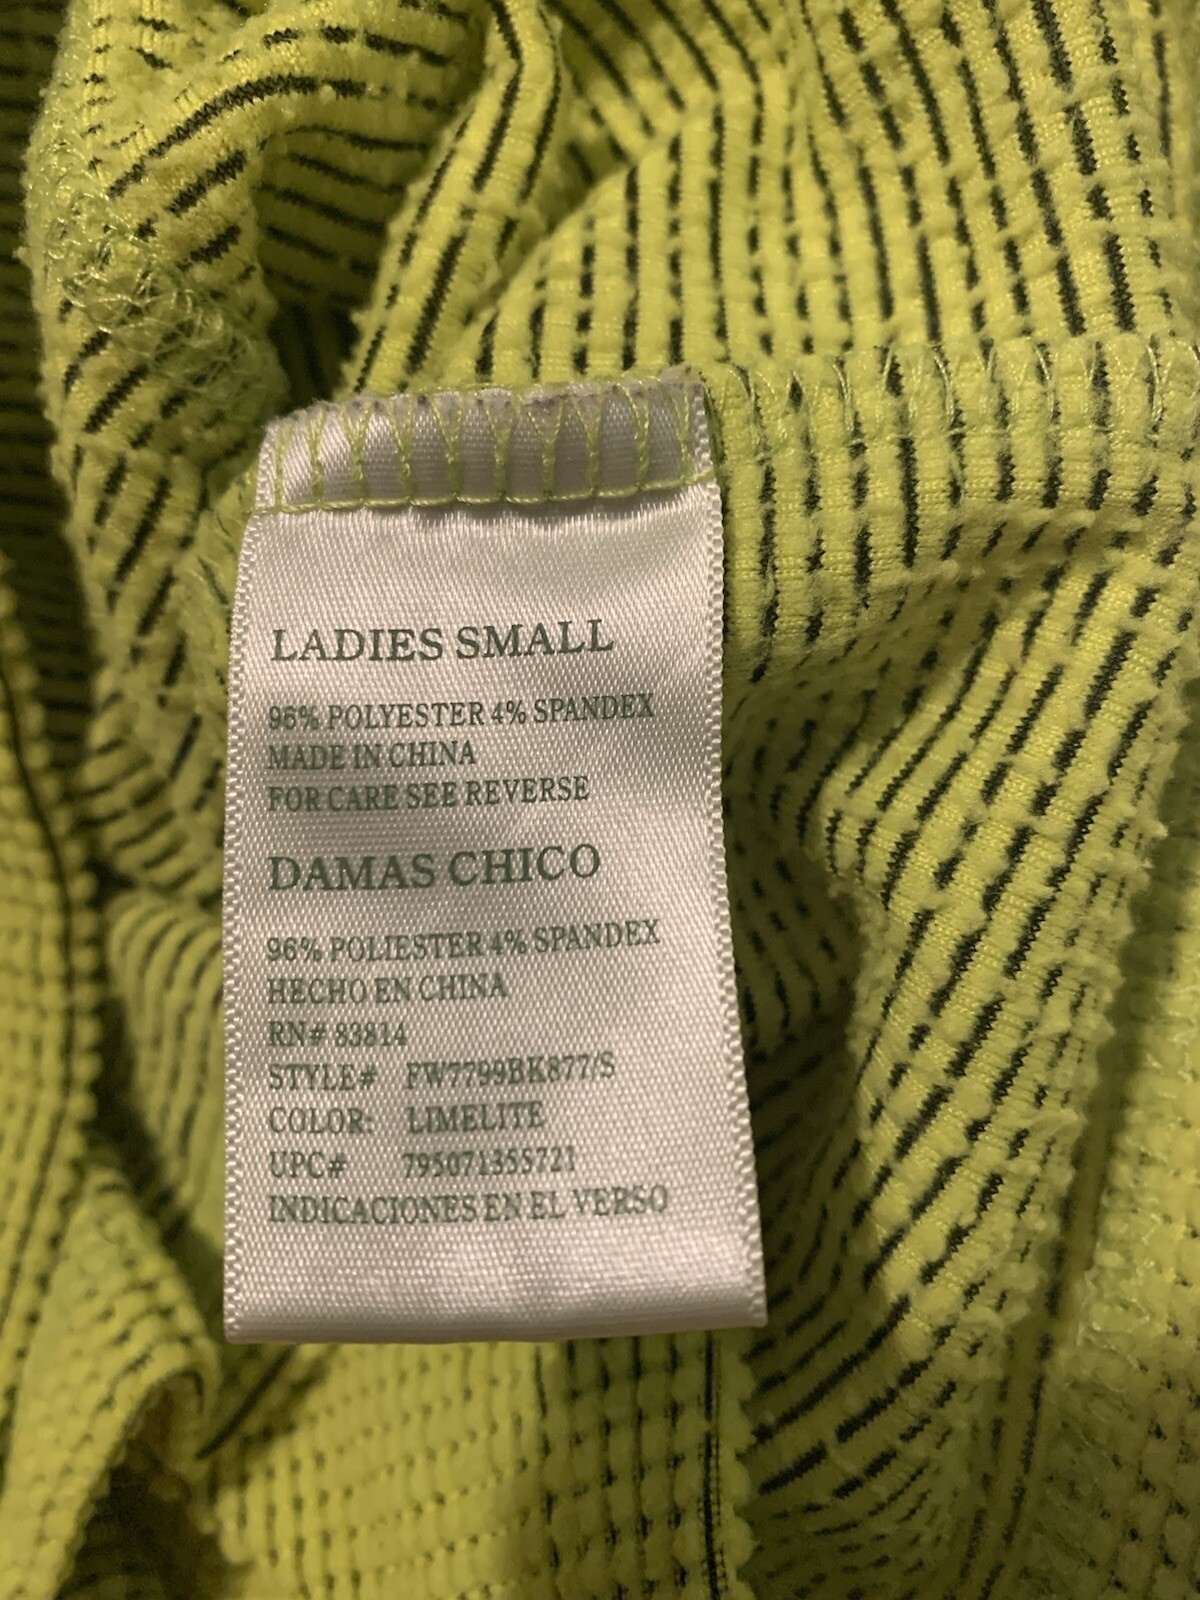 LADIES SMALL
96% POLYESTER 4% SPANDEX
MADE IN CHINA
FOR CARE SEE REVERSE
DAMAS CHICO
96% POLIESTER 4% SPANDEX
HECHO EN CHINA
RN# 83814
STYLE# FW7799BK877/S
COLOR: LIMELITE
UPC# 795071355721
INDICACIONES EN EL VERSO